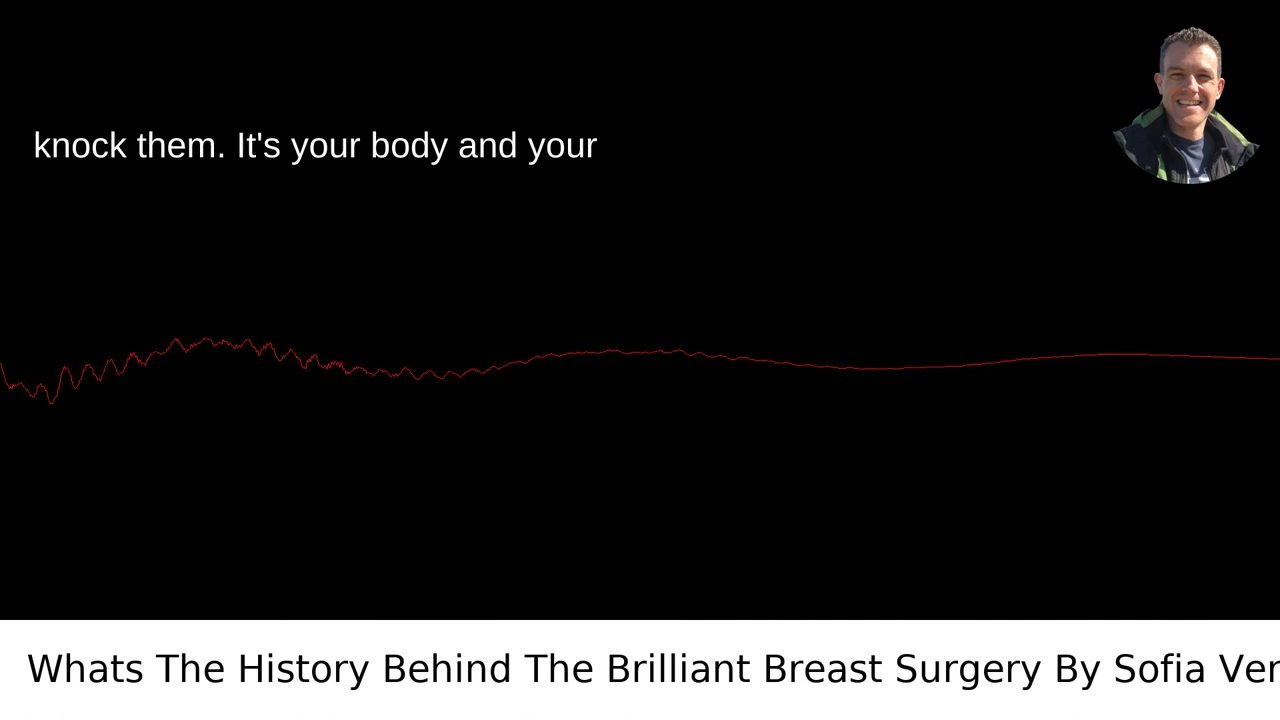 knock them. It's your body and your
Whats The History Behind The Brilliant Breast Surgery By Sofia